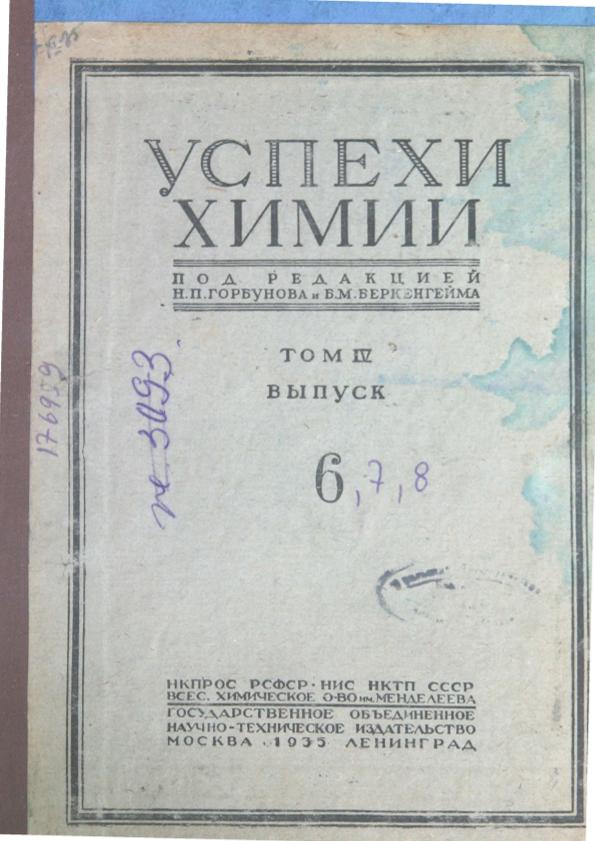 УСПЕХИ
ХИМИИ
ПОД РЕДАКЦИЕЙ
Н.П.ГОРБУНОВА и Б.М.БЕРКЕНГЕЙМА
ТОМ IV
ВЫПУСК
6,7,8
176959
№ 3093
НКПРОС РСФСР · НИС НКТП СССР
ВСЕС. ХИМИЧЕСКОЕ О-ВО им. МЕНДЕЛЕЕВА
ГОСУДАРСТВЕННОЕ ОБЪЕДИНЕННОЕ
НАУЧНО-ТЕХНИЧЕСКОЕ ИЗДАТЕЛЬСТВО
МОСКВА · 1935 ЛЕНИНГРАД